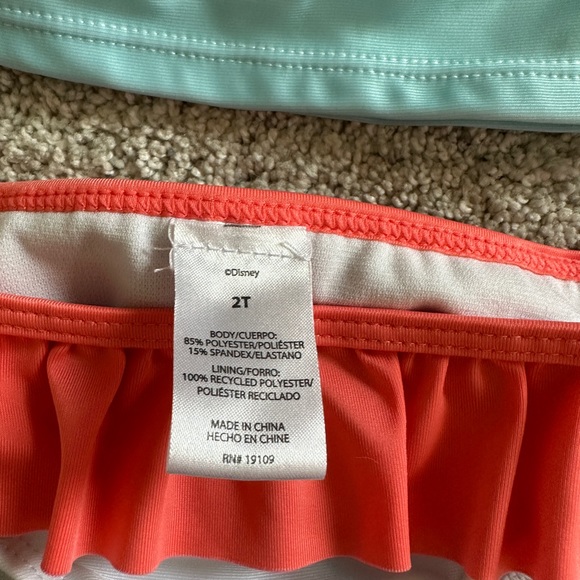 ©Disney
2T
BODY/CUERPO:
85% POLYESTER/POLIÉSTER
15% SPANDEX/ELASTANO
LINING/FORRO:
100% RECYCLED POLYESTER/
POLIÉSTER RECICLADO
MADE IN CHINA
HECHO EN CHINE
RN# 19109